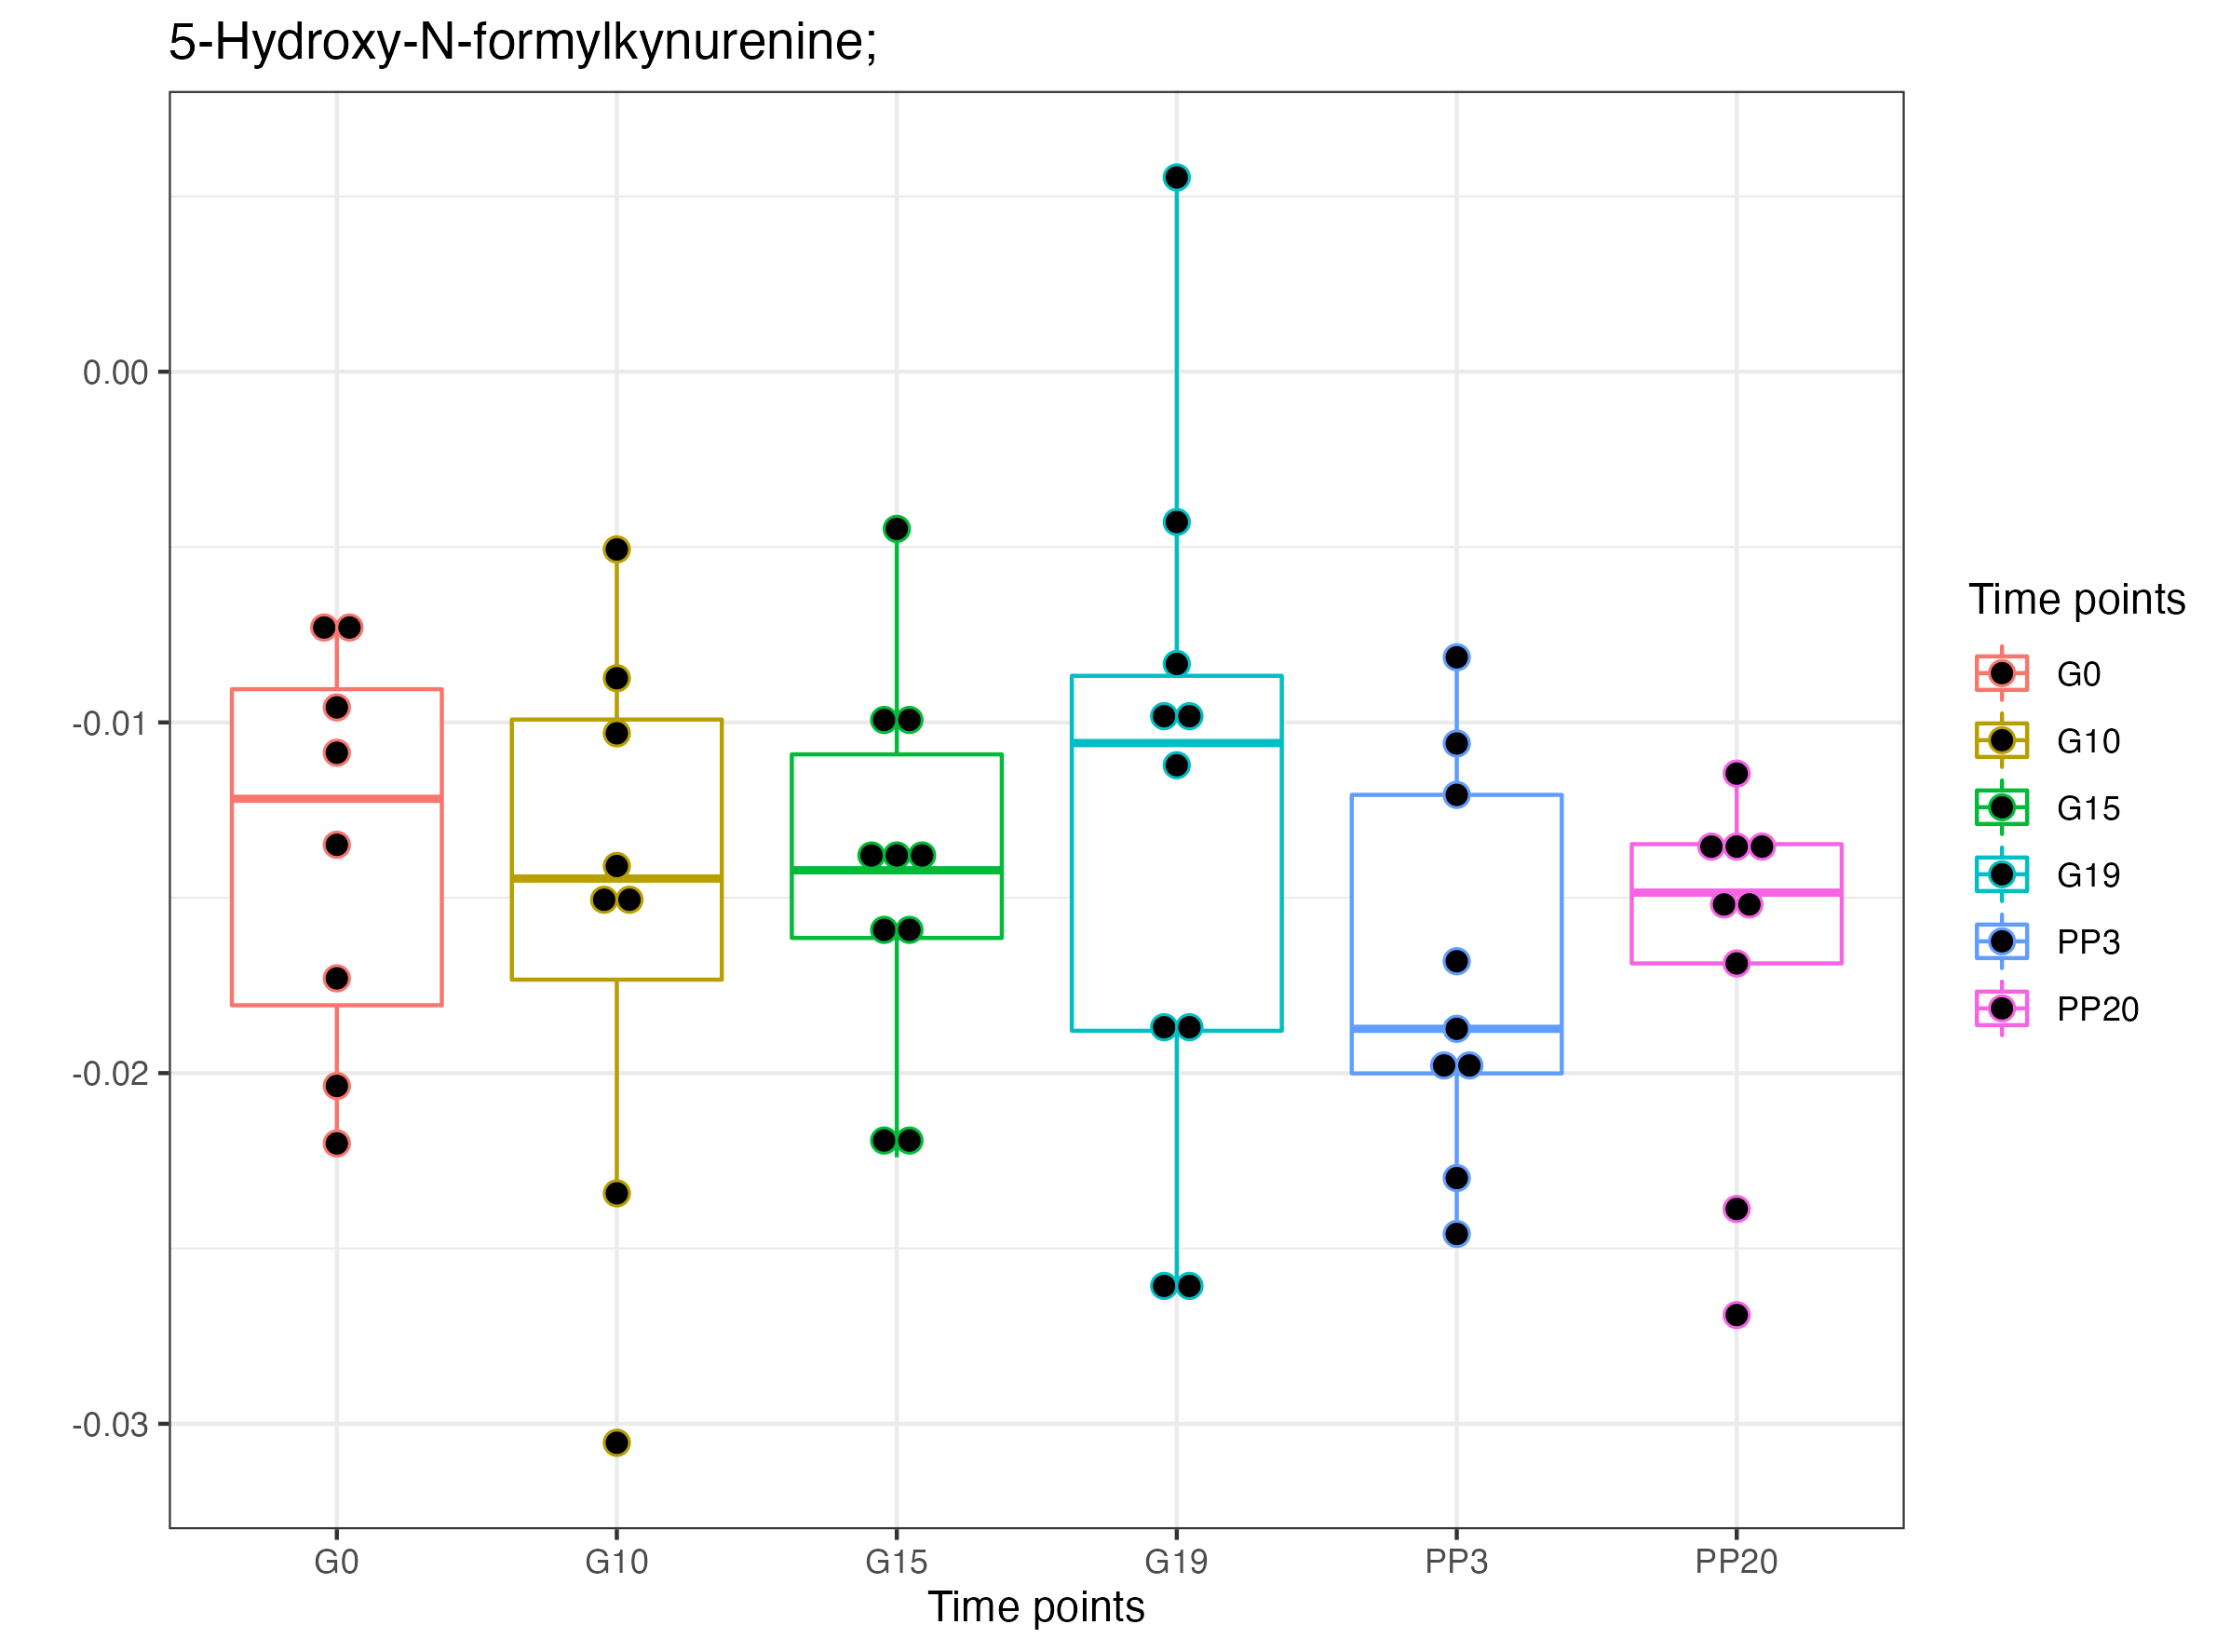 5-Hydroxy-N-formylkynurenine;
0.00
-0.01
-0.02
-0.03
G0 G10 G15 G19 PP3 PP20
Time points
Time points
G0
G10
G15
G19
PP3
PP20